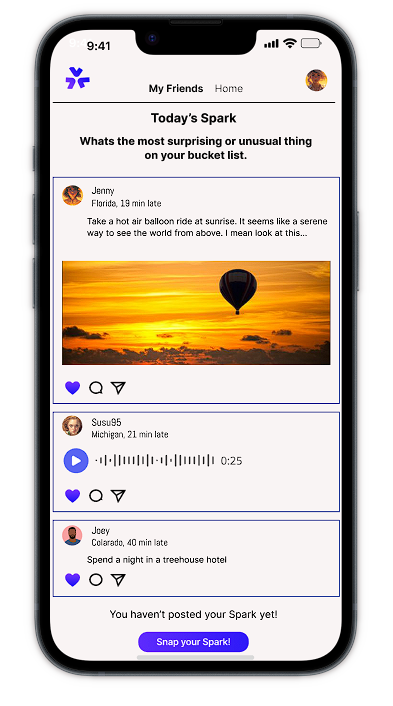 9:41
My Friends Home
Today's Spark
Whats the most surprising or unusual thing
on your bucket list.
Jenny
Florida, 19 min late
Take a hot air balloon ride at sunrise. It seems like a serene
way to see the world from above. I mean look at this...
Susu95
Michigan, 21 min late
0:25
Joey
Colarado, 40 min late
Spend a night in a treehouse hotel
You haven't posted your Spark yet!
Snap your Spark!